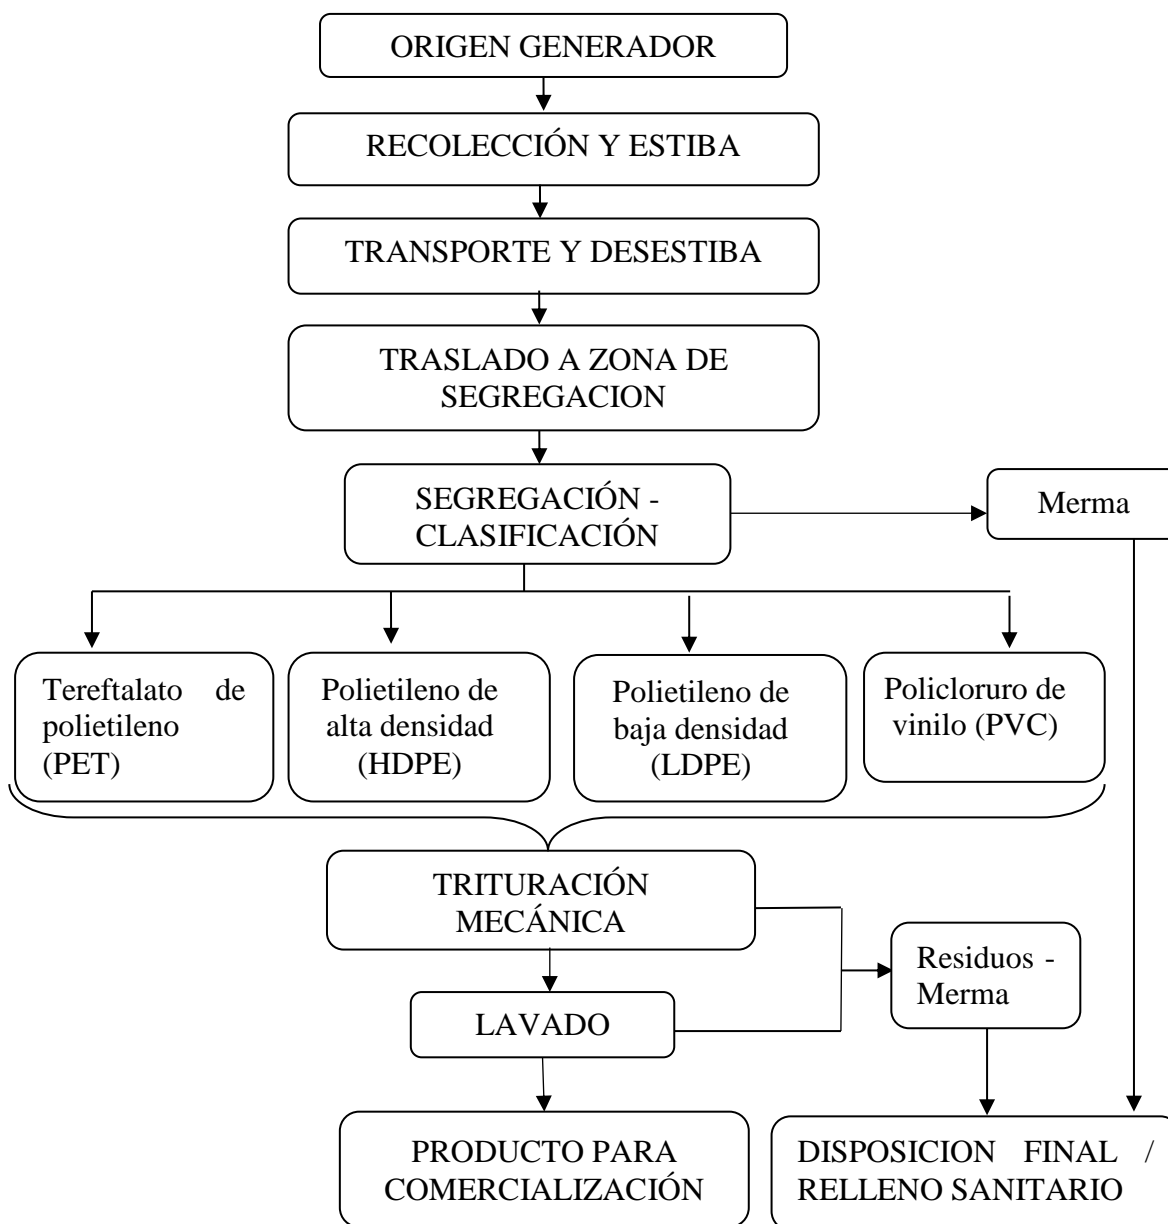 ORIGEN GENERADOR
RECOLECCIÓN Y ESTIBA
TRANSPORTE Y DESESTIBA
TRASLADO A ZONA DE
SEGREGACION
SEGREGACIÓN -
CLASIFICACIÓN
Merma
Tereftalato de
polietileno
(PET)
Polietileno de
alta densidad
(HDPE)
Polietileno de
baja densidad
(LDPE)
Policloruro de
vinilo (PVC)
TRITURACIÓN
MECÁNICA
Residuos -
Merma
LAVADO
PRODUCTO PARA
COMERCIALIZACIÓN
DISPOSICION FINAL /
RELLENO SANITARIO